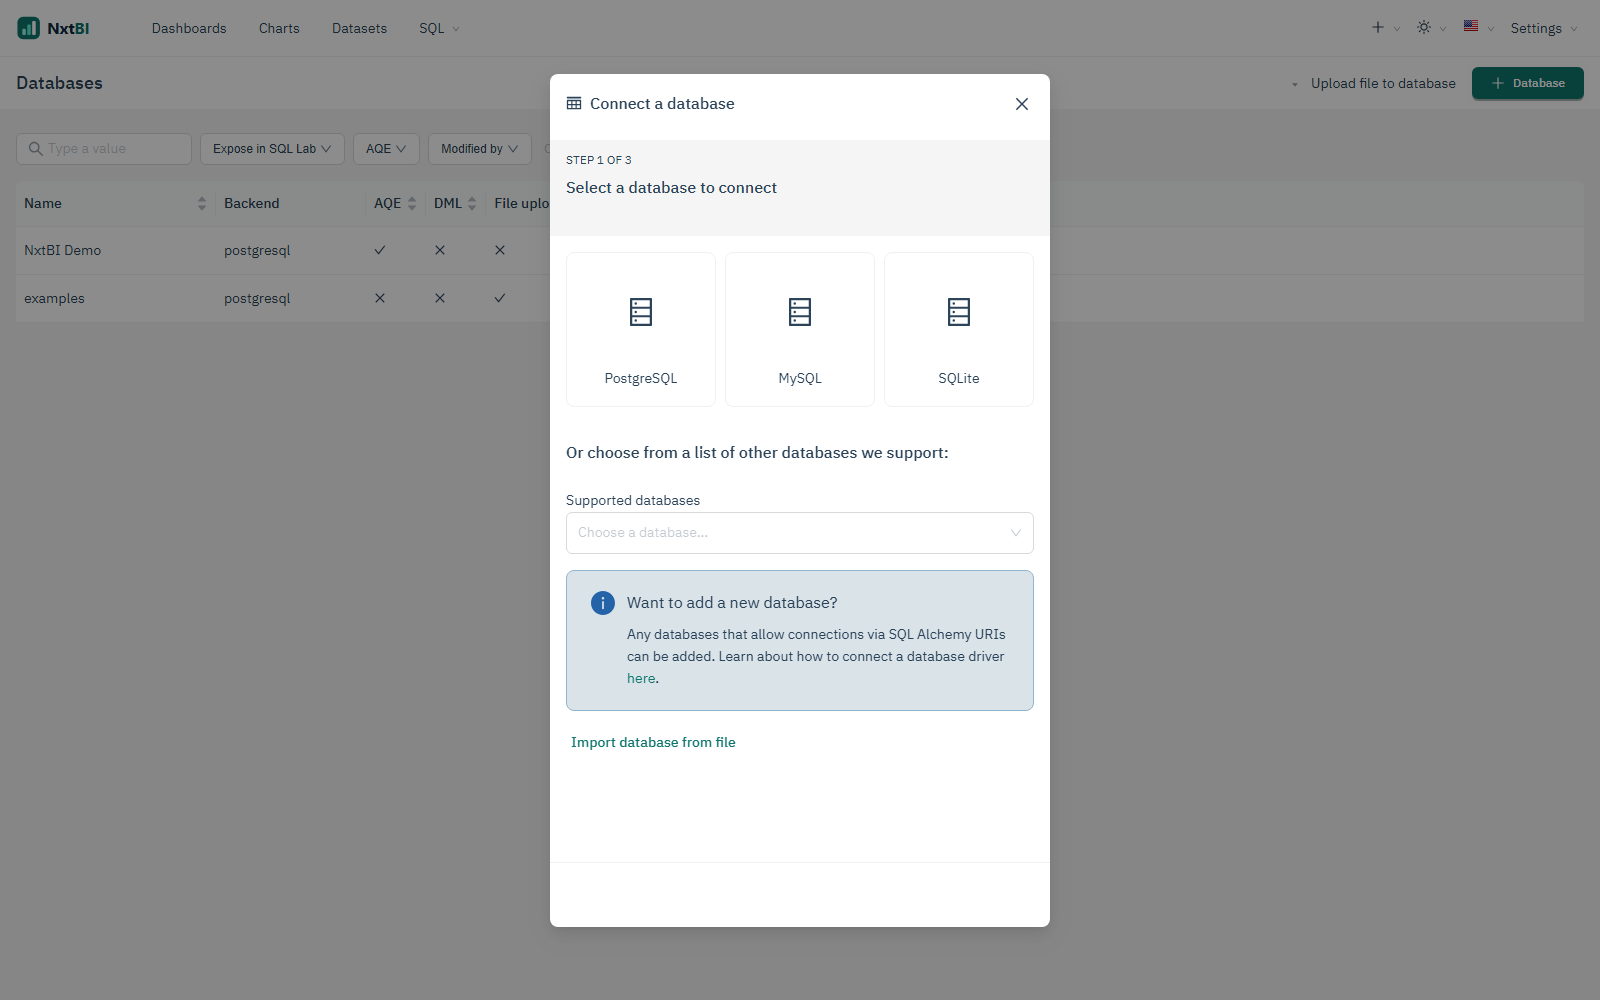 NxtBI
Dashboards
Charts
Datasets
SQL
Settings
Databases
Upload file to database
Database
Type a value
Expose in SQL Lab
AQE
Modified by
Name
Backend
AQE
DML
File uplo
NxtBI Demo
postgresql
examples
postgresql
Connect a database
STEP 1 OF 3
Select a database to connect
PostgreSQL
MySQL
SQLite
Or choose from a list of other databases we support:
Supported databases
Choose a database...
Want to add a new database?
Any databases that allow connections via SQL Alchemy URIs
can be added. Learn about how to connect a database driver
here.
Import database from file